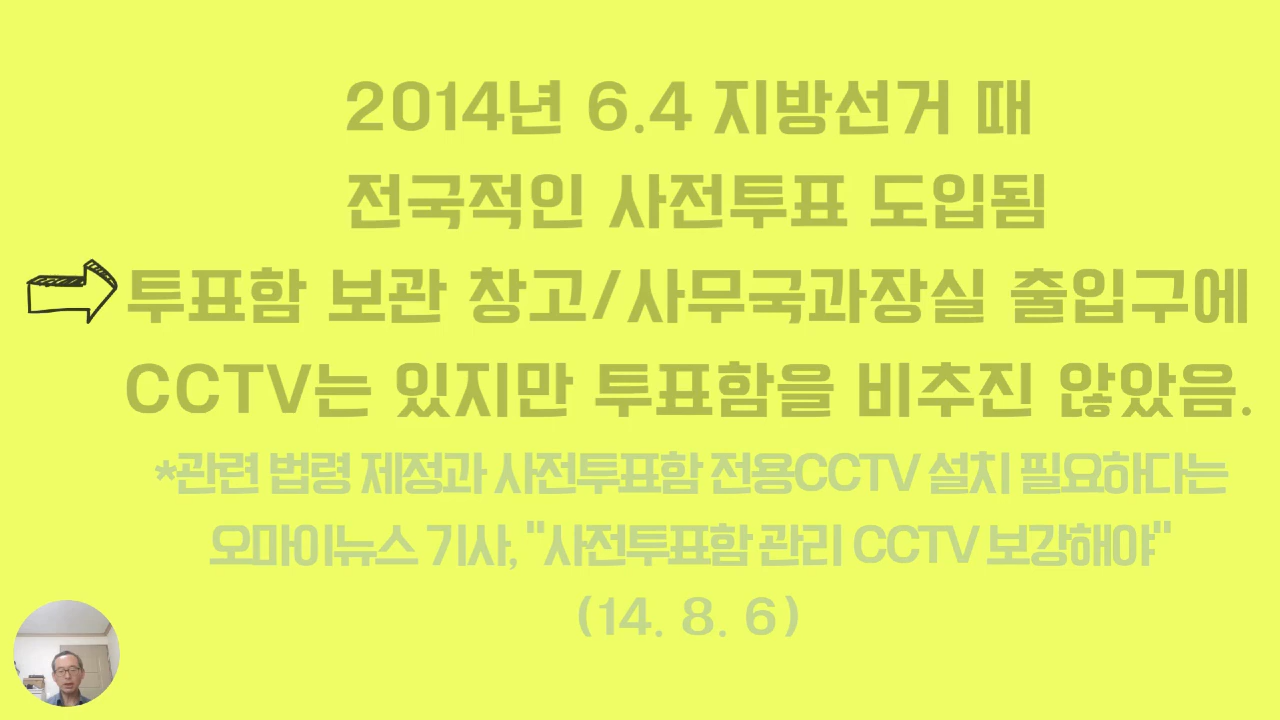 2014년 6.4 지방선거 때
전국적인 사전투표 도입됨
투표함 보관 창고/사무국과장실 출입구에
CCTV는 있지만 투표함을 비추진 않았음.
*관련 법령 제정과 사전투표함 전용CCTV 설치 필요하다는
오마이뉴스 기사, "사전투표함 관리 CCTV 보강해야"
(14. 8. 6)